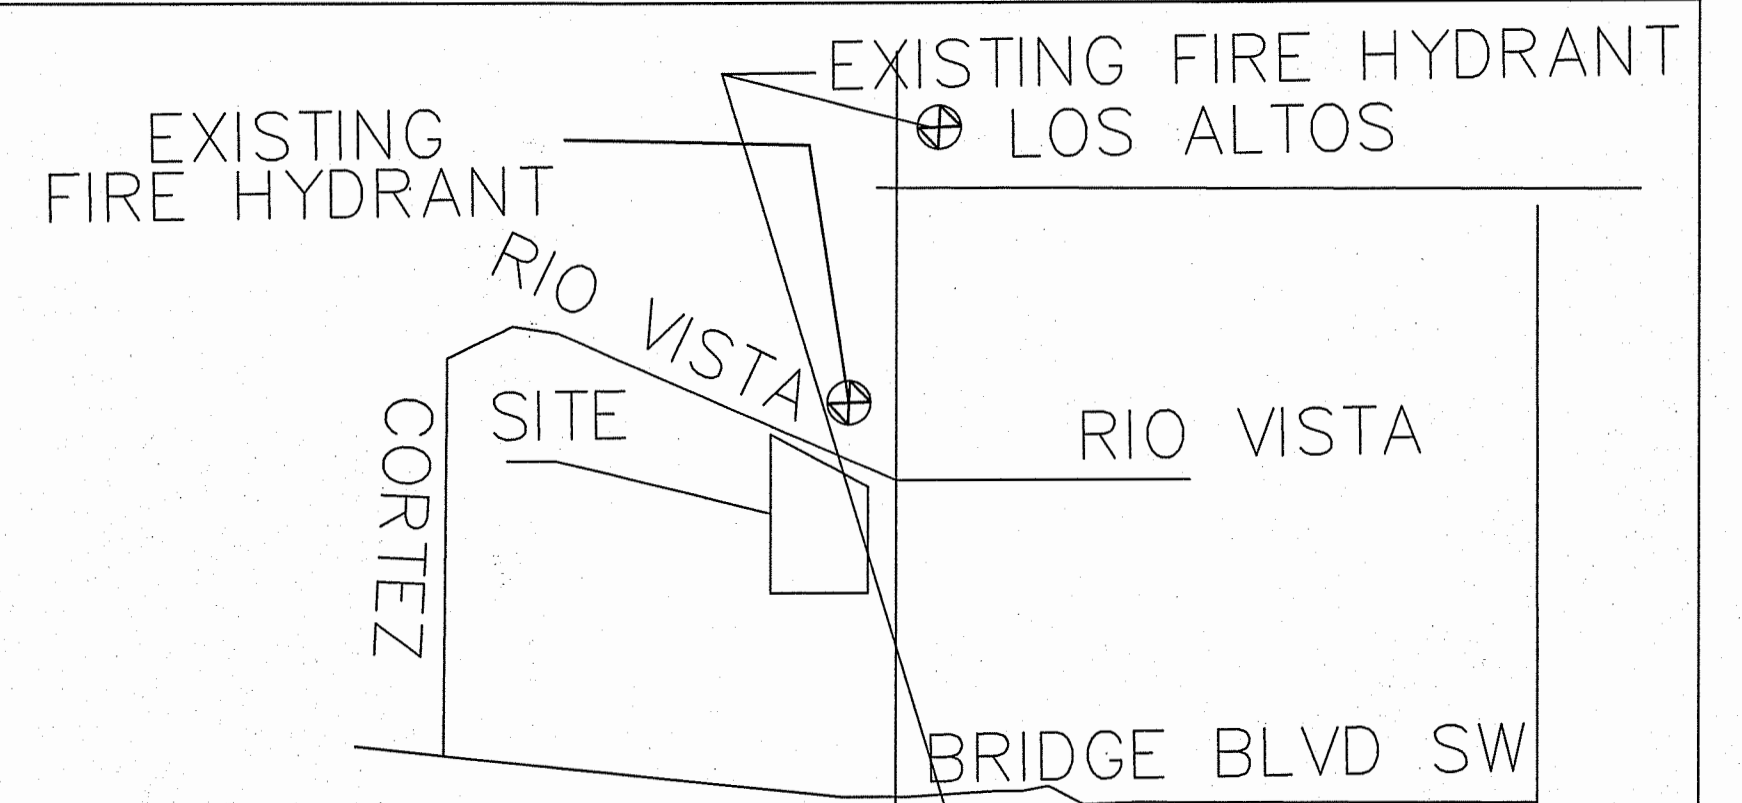 EXISTING FIRE HYDRANT
LOS ALTOS
EXISTING
FIRE HYDRANT
RIO VISTA
SITE
RIO VISTA
CORTEZ
BRIDGE BLVD SW